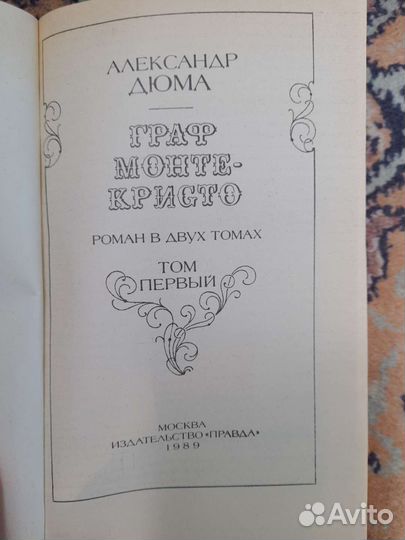 АЛЕКСАНДР
ДЮМА
ГРАФ
МОНТЕ-
КРИСТО
РОМАН В ДВУХ ТОМАХ
ТОМ
ПЕРВЫЙ
МОСКВА
ИЗДАТЕЛЬСТВО «ПРАВДА»
1989
Avito